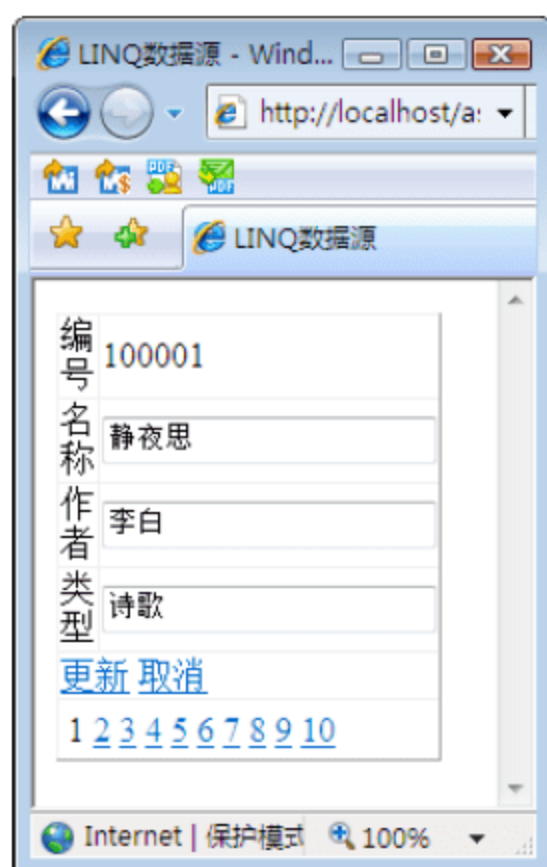 LINQ数据源 - Wind...
http://localhost/a:
LINQ数据源
编号 100001
名称 静夜思
作者 李白
类型 诗歌
更新 取消
1 2 3 4 5 6 7 8 9 10
Internet | 保护模式 100%